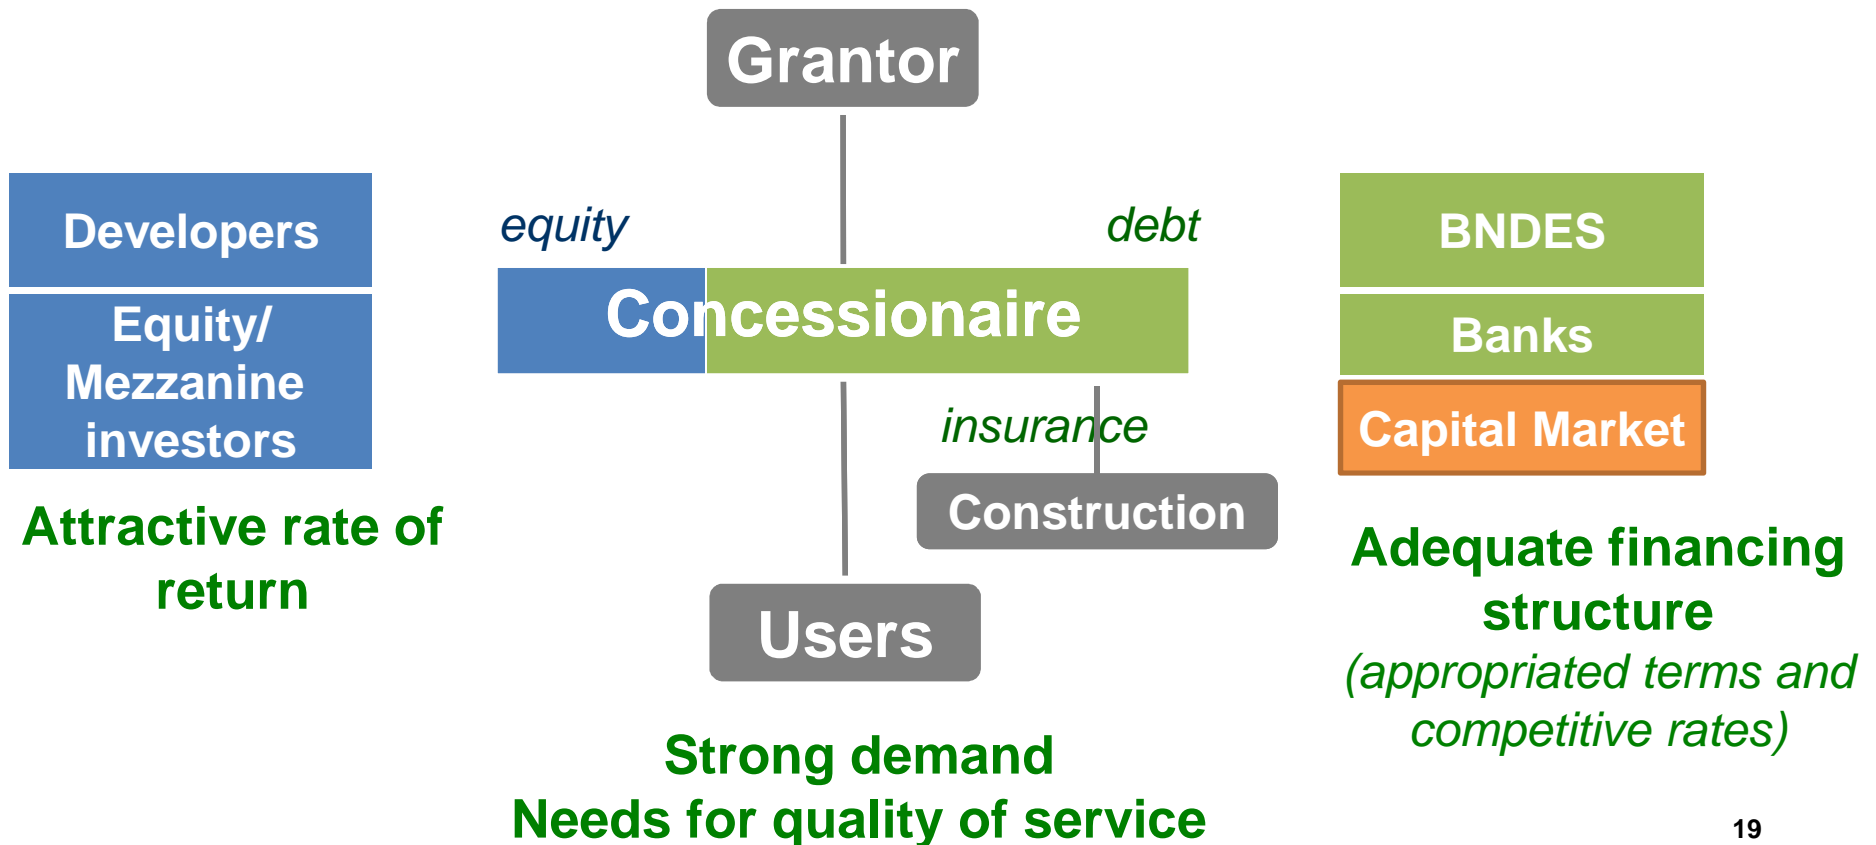 Grantor
Developers
Equity/
Mezzanine
investors
Attractive rate of
return
equity
debt
Concessionaire
insurance
Construction
Users
Strong demand
Needs for quality of service
BNDES
Banks
Capital Market
Adequate financing
structure
(appropriated terms and
competitive rates)
19